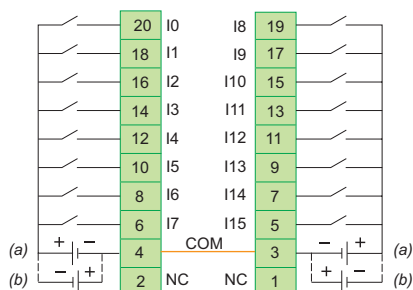 20 I0 I8 19
18 I1 I9 17
16 I2 I10 15
14 I3 I11 13
12 I4 I12 11
10 I5 I13 9
8 I6 I14 7
6 I7 I15 5
(a) + − 4 COM 3 − + (a)
(b) − + 2 NC NC 1 + − (b)